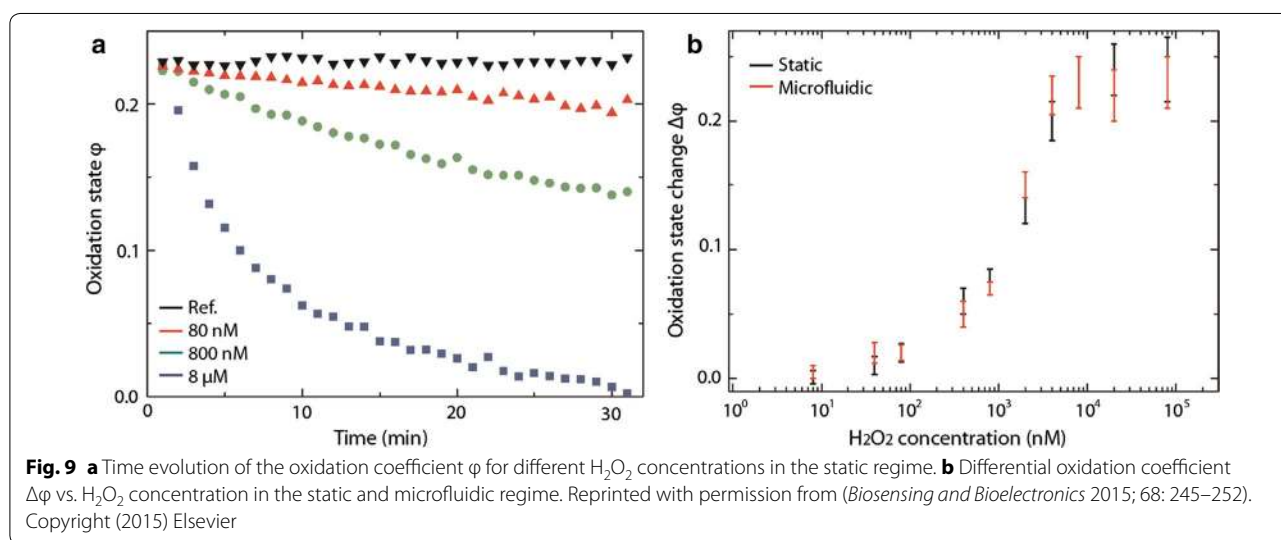 a
Oxidation state φ
0.2
0.1
0.0
Ref.
80 nM
800 nM
8 µM
0
10
20
30
Time (min)
b
Oxidation state change Δφ
0.2
0.1
0.0
Static
Microfluidic
10⁰
10¹
10²
10³
10⁴
10⁵
H2O2 concentration (nM)
Fig. 9 a Time evolution of the oxidation coefficient φ for different H₂O₂ concentrations in the static regime. b Differential oxidation coefficient
Δφ vs. H₂O₂ concentration in the static and microfluidic regime. Reprinted with permission from (Biosensing and Bioelectronics 2015; 68: 245–252).
Copyright (2015) Elsevier